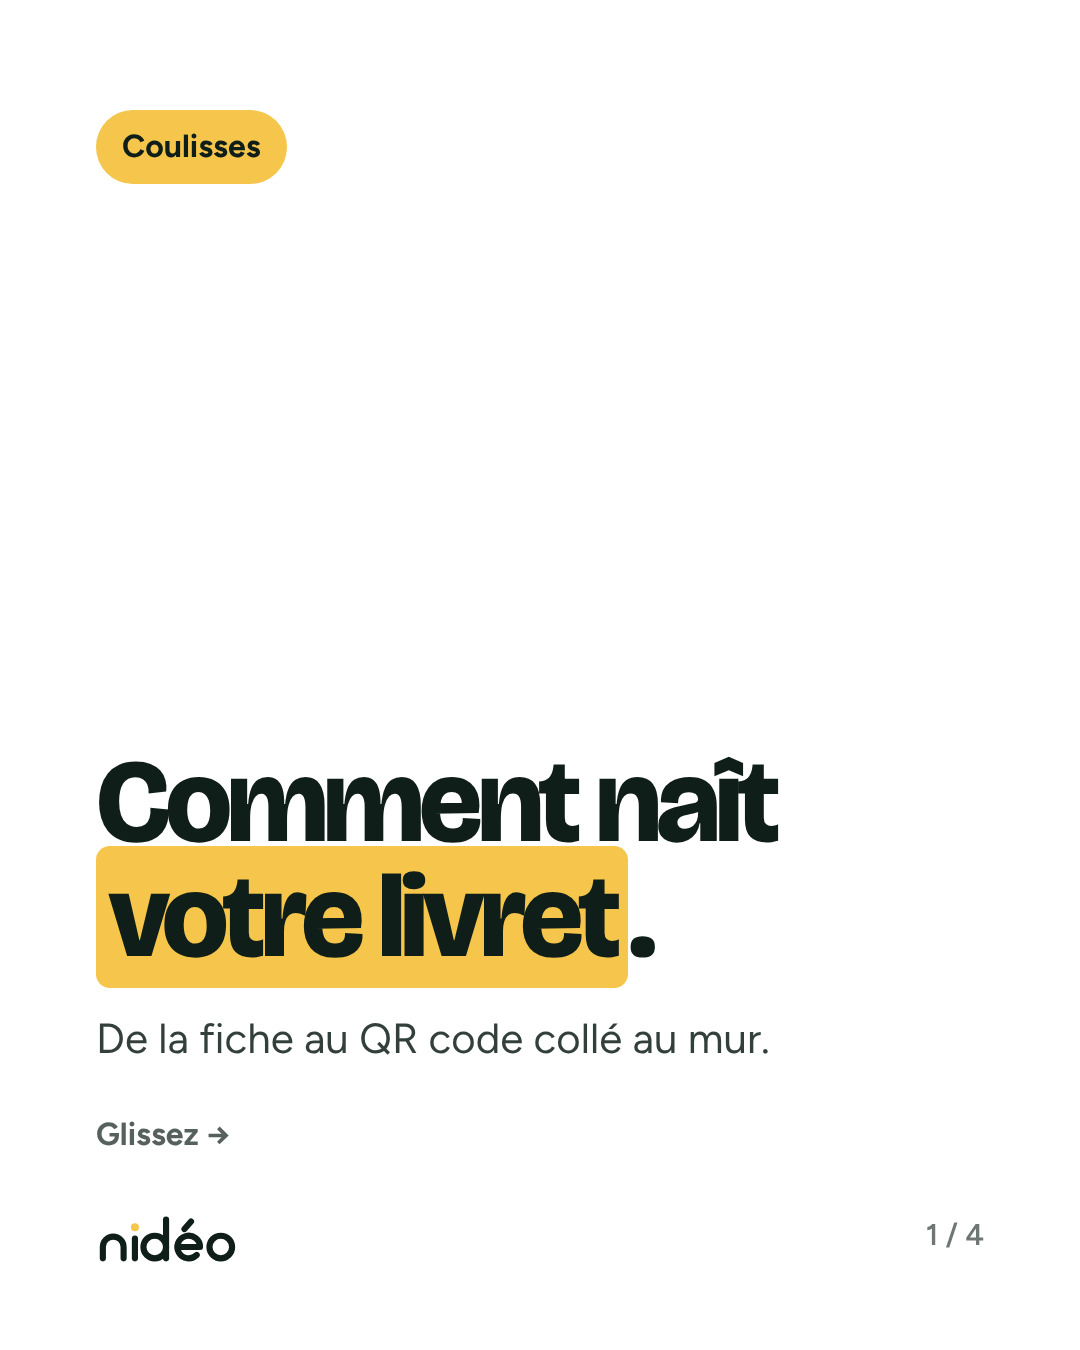 Coulisses
Comment naît
votre livret.
De la fiche au QR code collé au mur.
Glissez →
nidéo
1 / 4